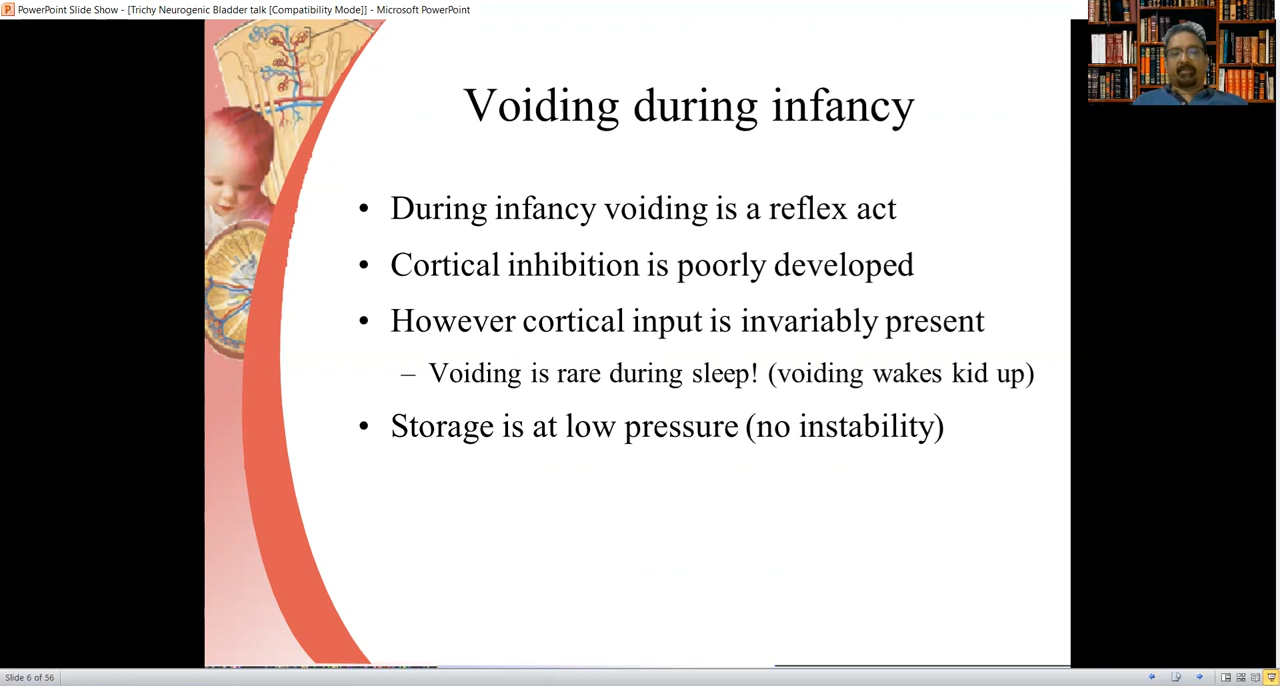 PowerPoint Slide Show - [Trichy Neurogenic Bladder talk [Compatibility Mode]] - Microsoft PowerPoint
Voiding during infancy
• During infancy voiding is a reflex act
• Cortical inhibition is poorly developed
• However cortical input is invariably present
– Voiding is rare during sleep! (voiding wakes kid up)
• Storage is at low pressure (no instability)
Slide 6 of 56